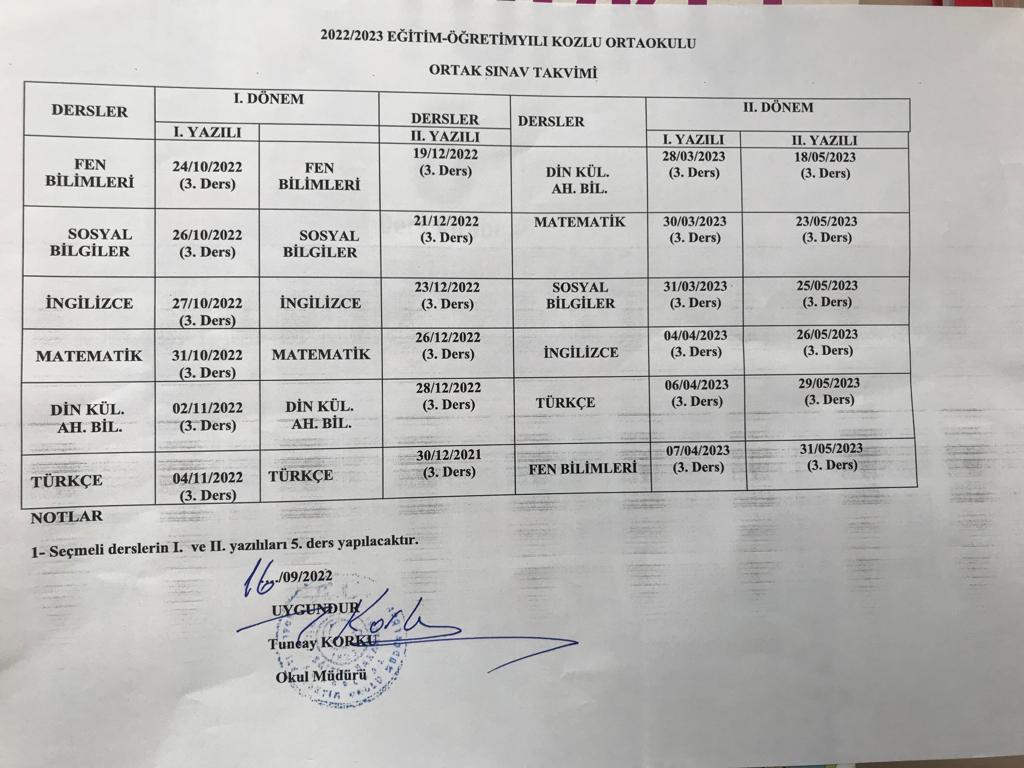 2022/2023 EĞİTİM-ÖĞRETİMYILI KOZLU ORTAOKULU
ORTAK SINAV TAKVİMİ
DERSLER I. DÖNEM DERSLER DERSLER II. DÖNEM
I. YAZILI II. YAZILI I. YAZILI II. YAZILI
FEN BİLİMLERİ 24/10/2022 (3. Ders) FEN BİLİMLERİ 19/12/2022 (3. Ders) DİN KÜL. AH. BİL. 28/03/2023 (3. Ders) 18/05/2023 (3. Ders)
SOSYAL BİLGİLER 26/10/2022 (3. Ders) SOSYAL BİLGİLER 21/12/2022 (3. Ders) MATEMATİK 30/03/2023 (3. Ders) 23/05/2023 (3. Ders)
İNGİLİZCE 27/10/2022 (3. Ders) İNGİLİZCE 23/12/2022 (3. Ders) SOSYAL BİLGİLER 31/03/2023 (3. Ders) 25/05/2023 (3. Ders)
MATEMATİK 31/10/2022 (3. Ders) MATEMATİK 26/12/2022 (3. Ders) İNGİLİZCE 04/04/2023 (3. Ders) 26/05/2023 (3. Ders)
DİN KÜL. AH. BİL. 02/11/2022 (3. Ders) DİN KÜL. AH. BİL. 28/12/2022 (3. Ders) TÜRKÇE 06/04/2023 (3. Ders) 29/05/2023 (3. Ders)
TÜRKÇE 04/11/2022 (3. Ders) TÜRKÇE 30/12/2021 (3. Ders) FEN BİLİMLERİ 07/04/2023 (3. Ders) 31/05/2023 (3. Ders)
NOTLAR
1- Seçmeli derslerin I. ve II. yazılıları 5. ders yapılacaktır.
16../09/2022
UYGUNDUR
Tuncay KORKU
Okul Müdürü